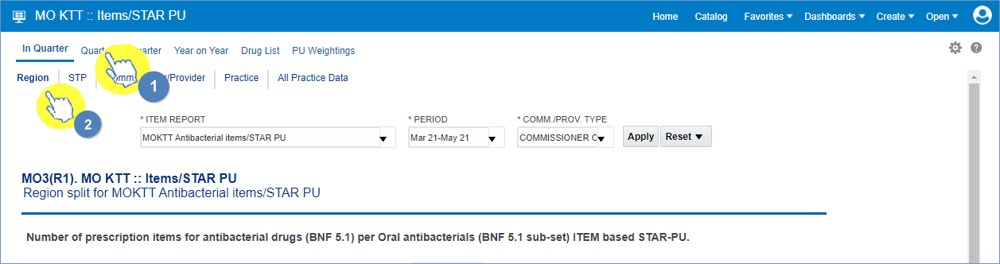 MO KTT :: Items/STAR PU Home Catalog Favorites Dashboards Create Open
In Quarter Quart arter Year on Year Drug List PU Weightings
Region STP omm r/Provider Practice All Practice Data
1
2
* ITEM REPORT * PERIOD * COMM./PROV. TYPE
MOKTT Antibacterial items/STAR PU Mar 21-May 21 COMMISSIONER C Apply Reset
MO3(R1). MO KTT :: Items/STAR PU
Region split for MOKTT Antibacterial items/STAR PU
Number of prescription items for antibacterial drugs (BNF 5.1) per Oral antibacterials (BNF 5.1 sub-set) ITEM based STAR-PU.